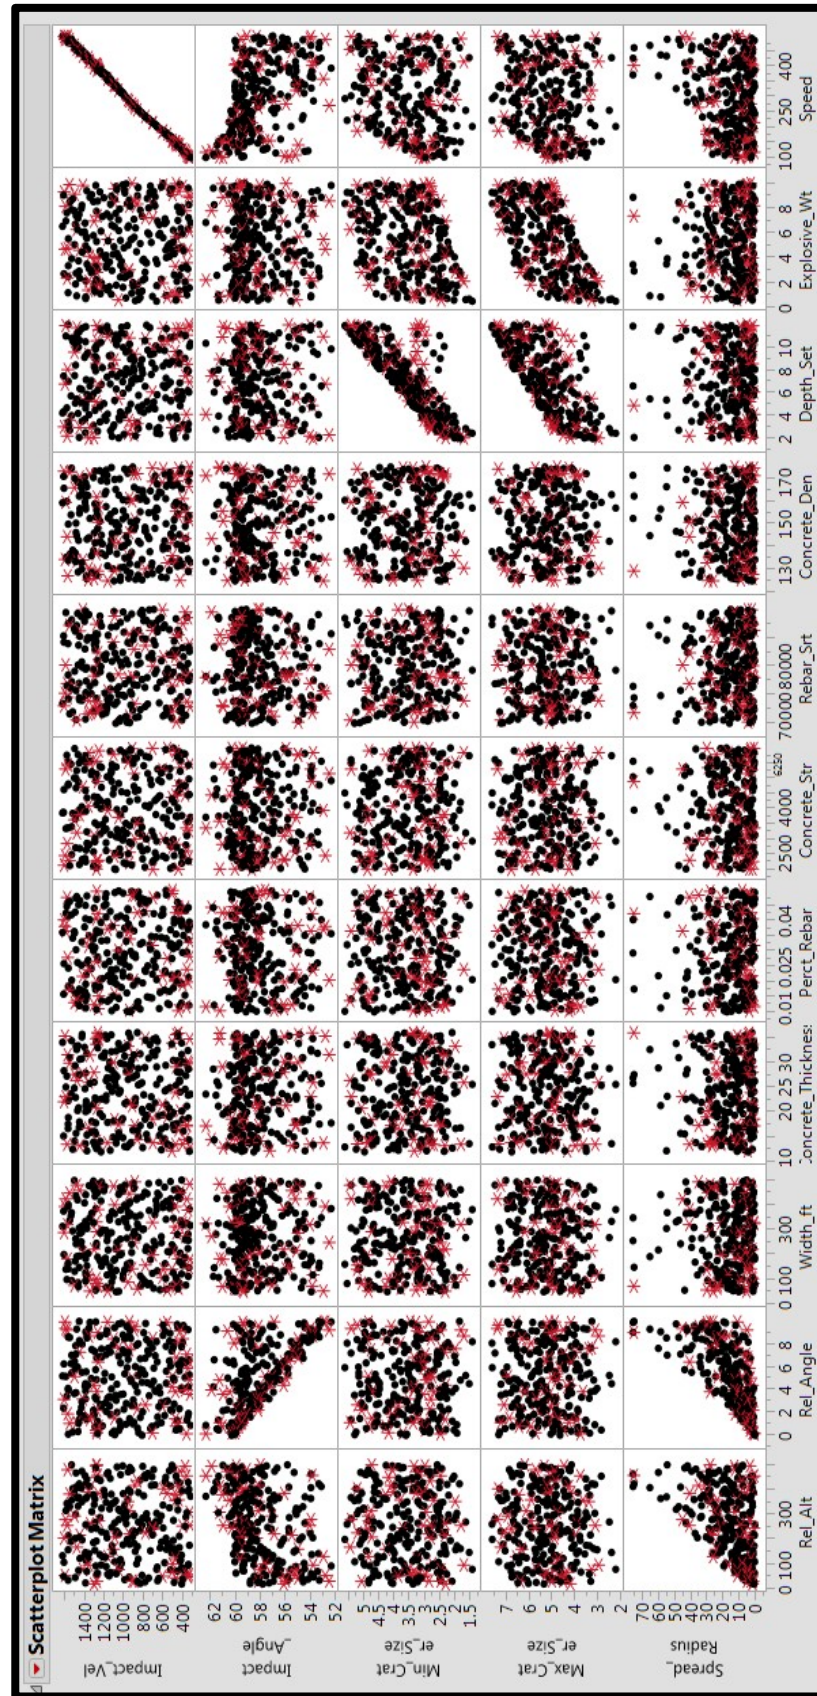 Scatterplot Matrix
Impact_Vel
1400
1200
1000
800
600
400
Impact
_Angle
62
60
58
56
54
52
Min_Crat
er_Size
5
4.5
4
3.5
3
2.5
2
1.5
Max_Crat
er_Size
7
6
5
4
3
2
Spread_
Radius
70
60
50
40
30
20
10
0
0 100 300
Rel_Alt
0 2 4 6 8
Rel_Angle
0 100 300
Width_ft
10 20 25 30
oncrete_Thickness
0.01 0.025 0.04
Perct_Rebar
2500 4000 6250
Concrete_Str
70000 80000
Rebar_Srt
130 150 170
Concrete_Den
2 4 6 8 10
Depth_Set
0 2 4 6 8
Explosive_Wt
100 250 400
Speed